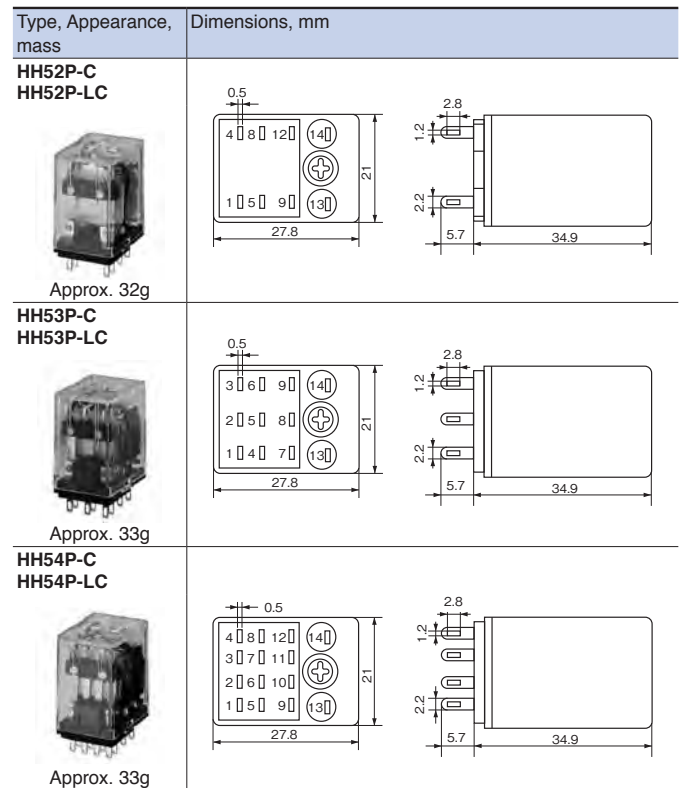 Type, Appearance, mass
Dimensions, mm
HH52P-C
HH52P-LC
Approx. 32g
0.5
4 8 12 14
1 5 9 13
21
27.8
2.8
1.2
2.2
5.7
34.9
HH53P-C
HH53P-LC
Approx. 33g
0.5
3 6 9 14
2 5 8
1 4 7 13
21
27.8
2.8
1.2
2.2
5.7
34.9
HH54P-C
HH54P-LC
Approx. 33g
0.5
4 8 12 14
3 7 11
2 6 10
1 5 9 13
21
27.8
2.8
1.2
2.2
5.7
34.9